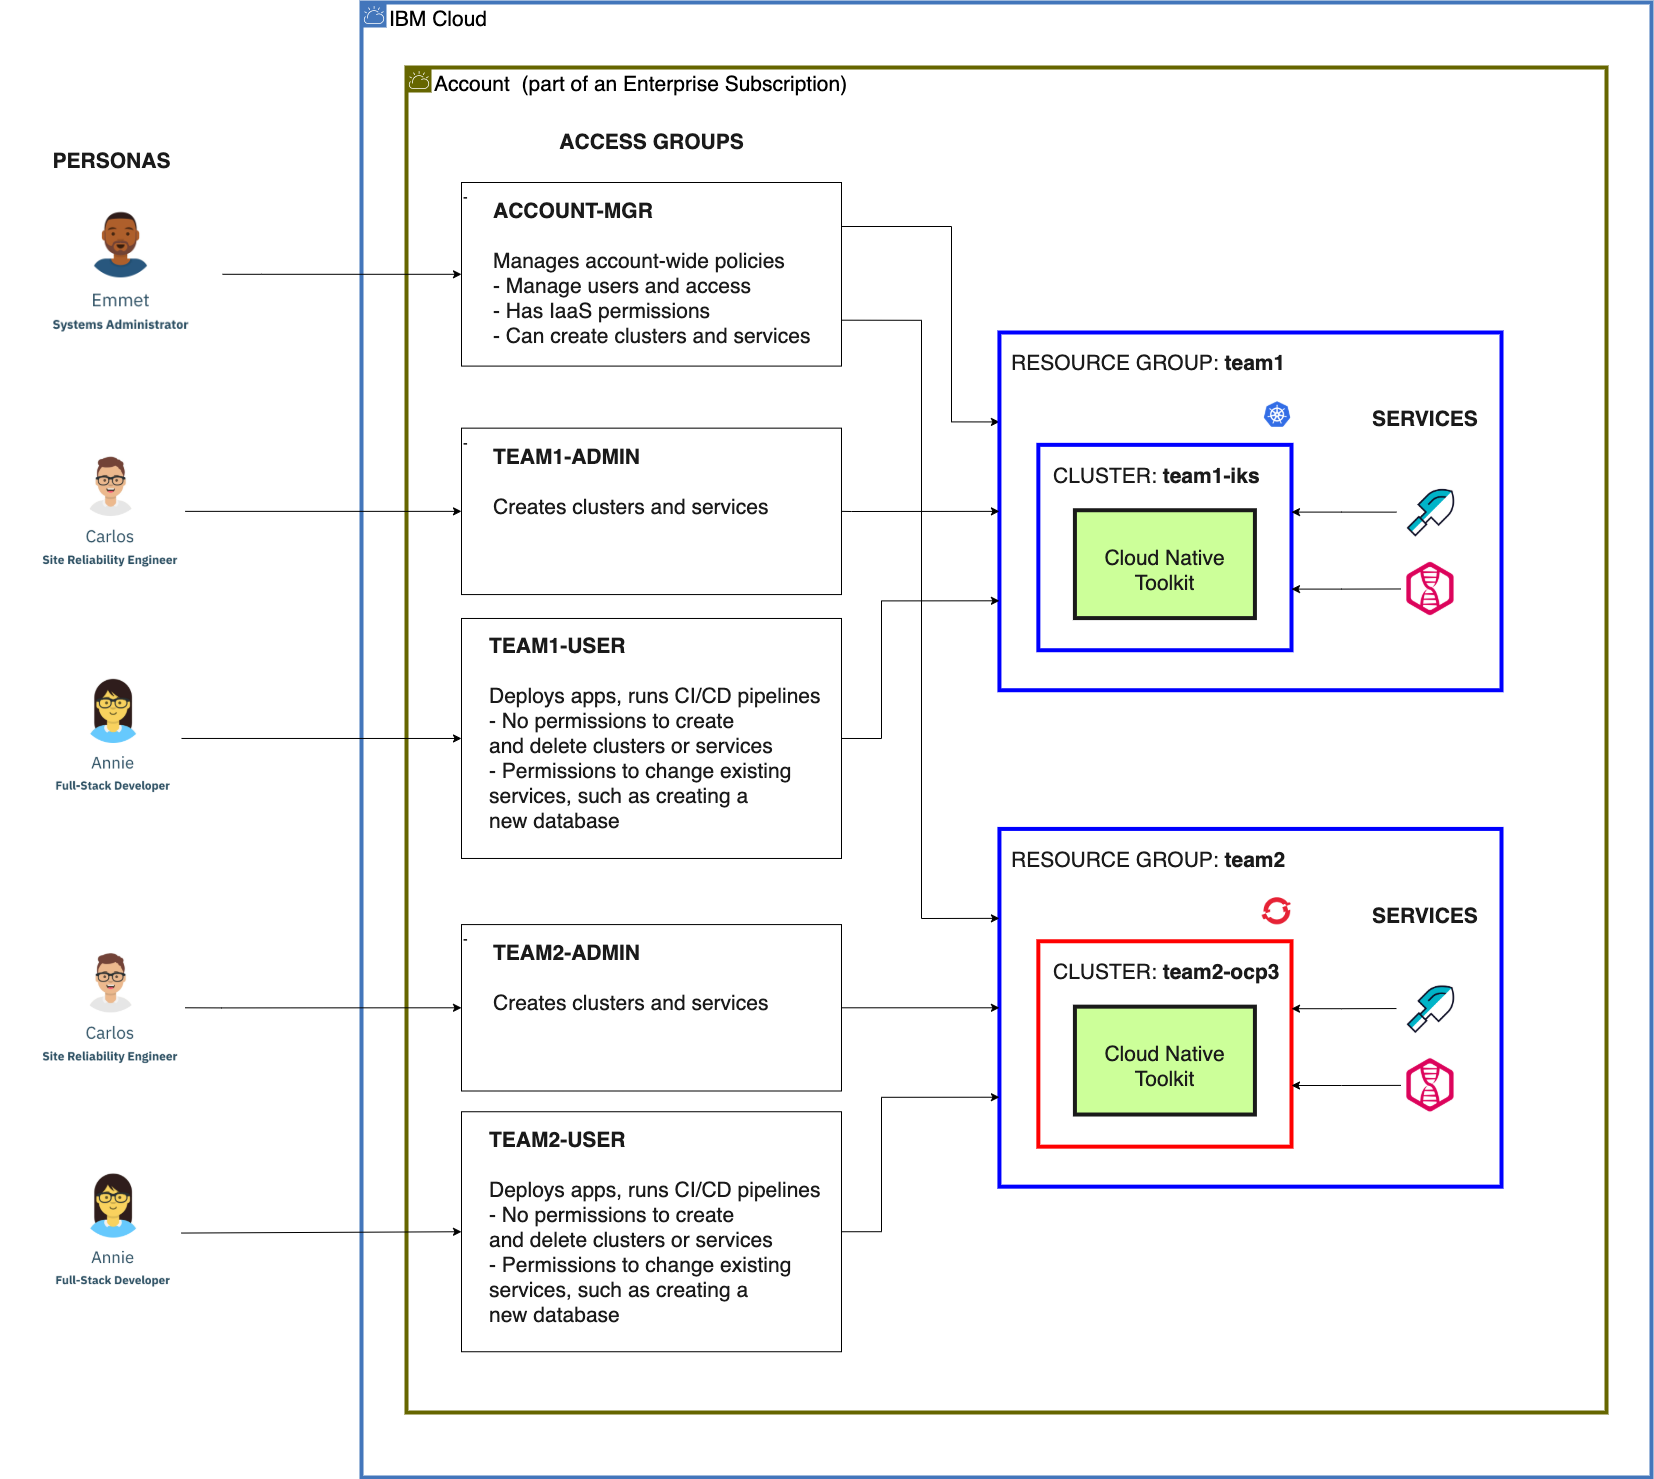 IBM Cloud
Account  (part of an Enterprise Subscription)
PERSONAS
ACCESS GROUPS
Emmet
Systems Administrator
-
ACCOUNT-MGR
Manages account-wide policies
- Manage users and access
- Has IaaS permissions
- Can create clusters and services
Carlos
Site Reliability Engineer
-
TEAM1-ADMIN
Creates clusters and services
Annie
Full-Stack Developer
TEAM1-USER
Deploys apps, runs CI/CD pipelines
- No permissions to create
and delete clusters or services
- Permissions to change existing
services, such as creating a
new database
RESOURCE GROUP: team1
SERVICES
CLUSTER: team1-iks
Cloud Native
Toolkit
Carlos
Site Reliability Engineer
-
TEAM2-ADMIN
Creates clusters and services
Annie
Full-Stack Developer
TEAM2-USER
Deploys apps, runs CI/CD pipelines
- No permissions to create
and delete clusters or services
- Permissions to change existing
services, such as creating a
new database
RESOURCE GROUP: team2
SERVICES
CLUSTER: team2-ocp3
Cloud Native
Toolkit